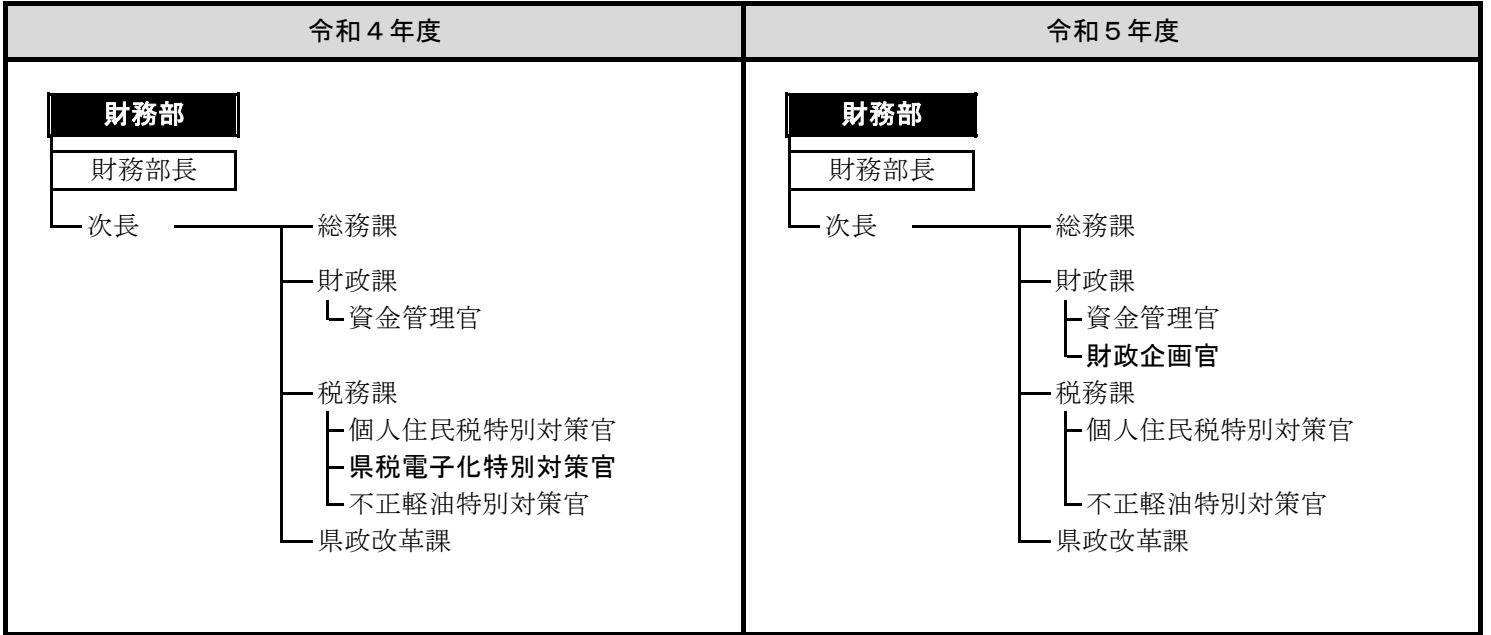 令和４年度
令和５年度
財務部
財務部長
次長
総務課
財政課
資金管理官
税務課
個人住民税特別対策官
県税電子化特別対策官
不正軽油特別対策官
県政改革課
財務部
財務部長
次長
総務課
財政課
資金管理官
財政企画官
税務課
個人住民税特別対策官
不正軽油特別対策官
県政改革課